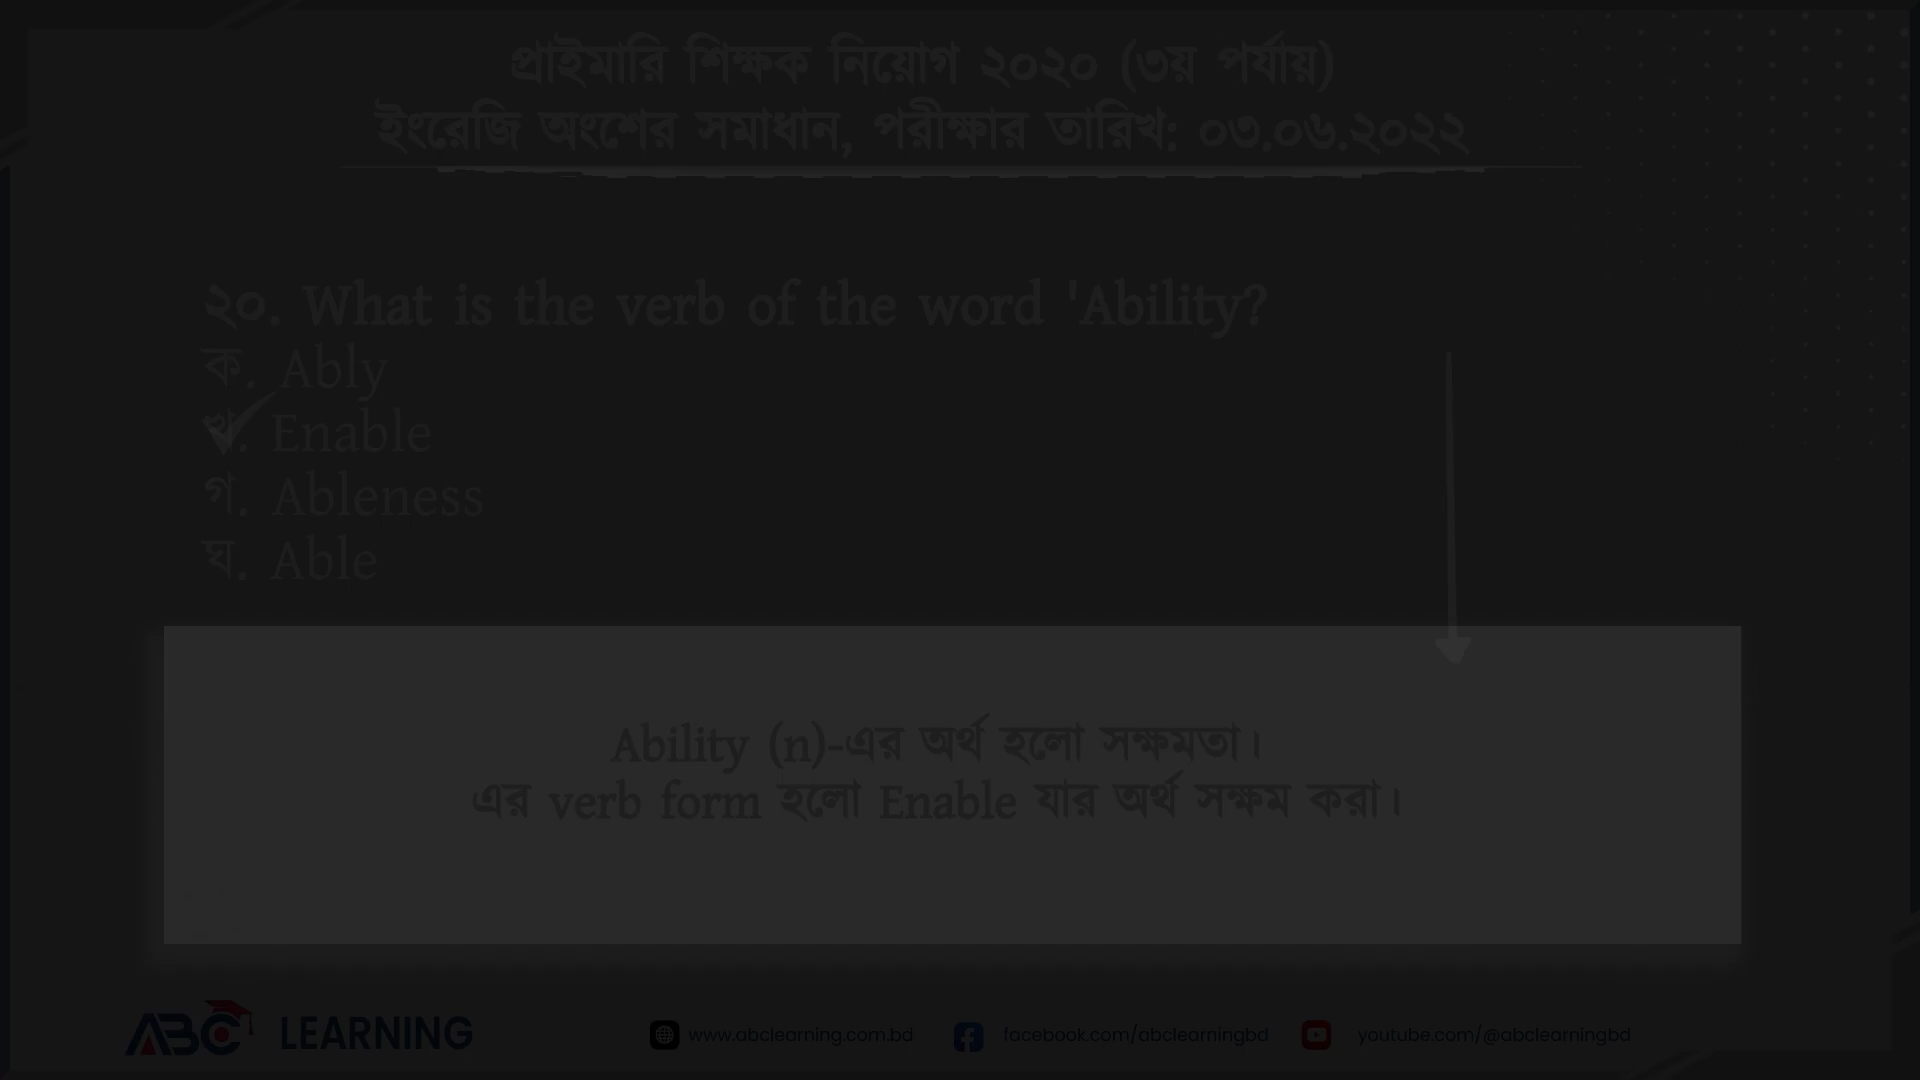 প্রাইমারি শিক্ষক নিয়োগ ২০২০ (৩য় পর্যায়)
ইংরেজি অংশের সমাধান, পরীক্ষার তারিখ: ০৩.০৬.২০২২
২০. What is the verb of the word 'Ability?
ক. Ably
খ. Enable
গ. Ableness
ঘ. Able
Ability (n)-এর অর্থ হলো সক্ষমতা।
এর verb form হলো Enable যার অর্থ সক্ষম করা।
ABC LEARNING www.abclearning.com.bd facebook.com/abclearningbd youtube.com/@abclearningbd